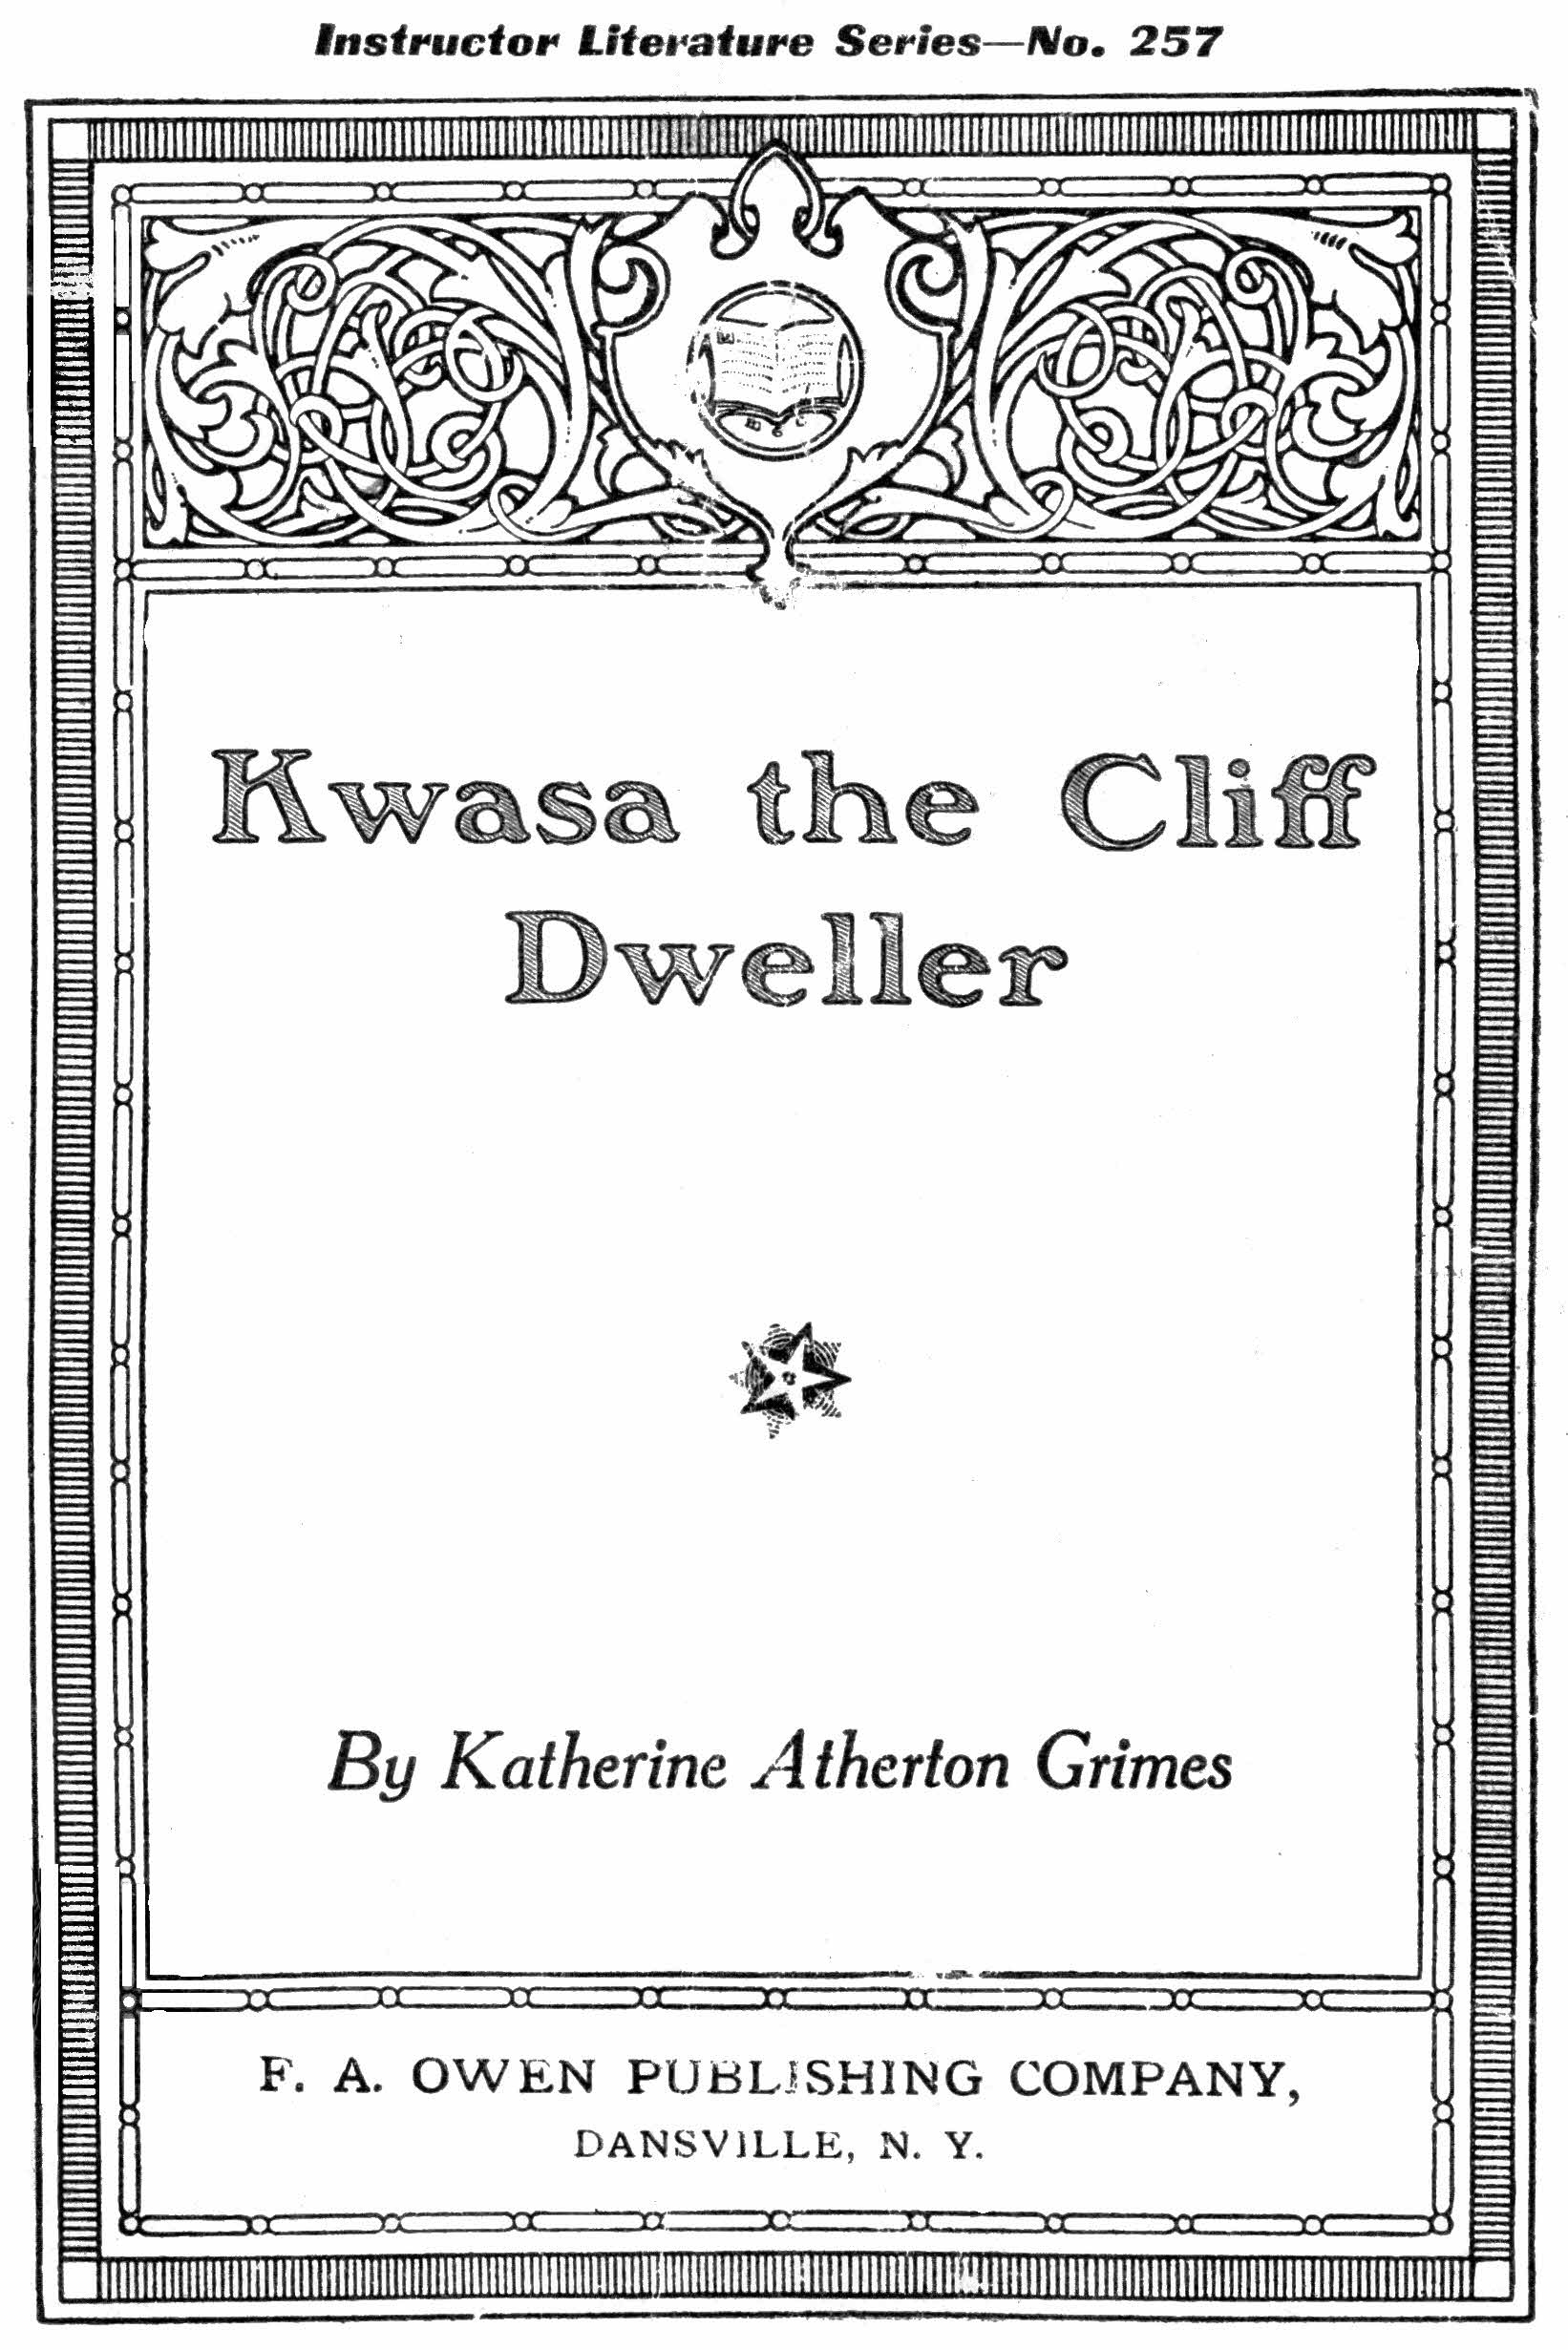 Instructor Literature Series—No. 257
Kwasa the Cliff
Dweller
By Katherine Atherton Grimes
F. A. OWEN PUBLISHING COMPANY,
DANSVILLE, N. Y.